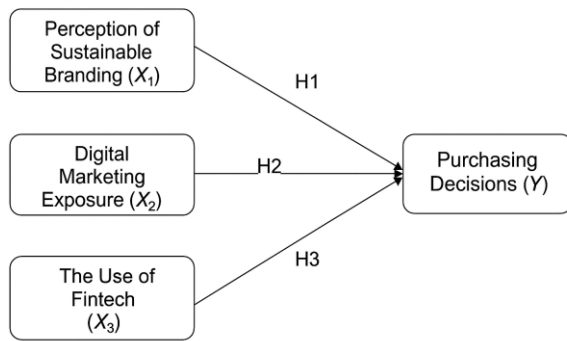 Perception of
Sustainable
Branding (X₁)
H1
Digital
Marketing
Exposure (X₂)
H2
Purchasing
Decisions (Y)
H3
The Use of
Fintech
(X₃)